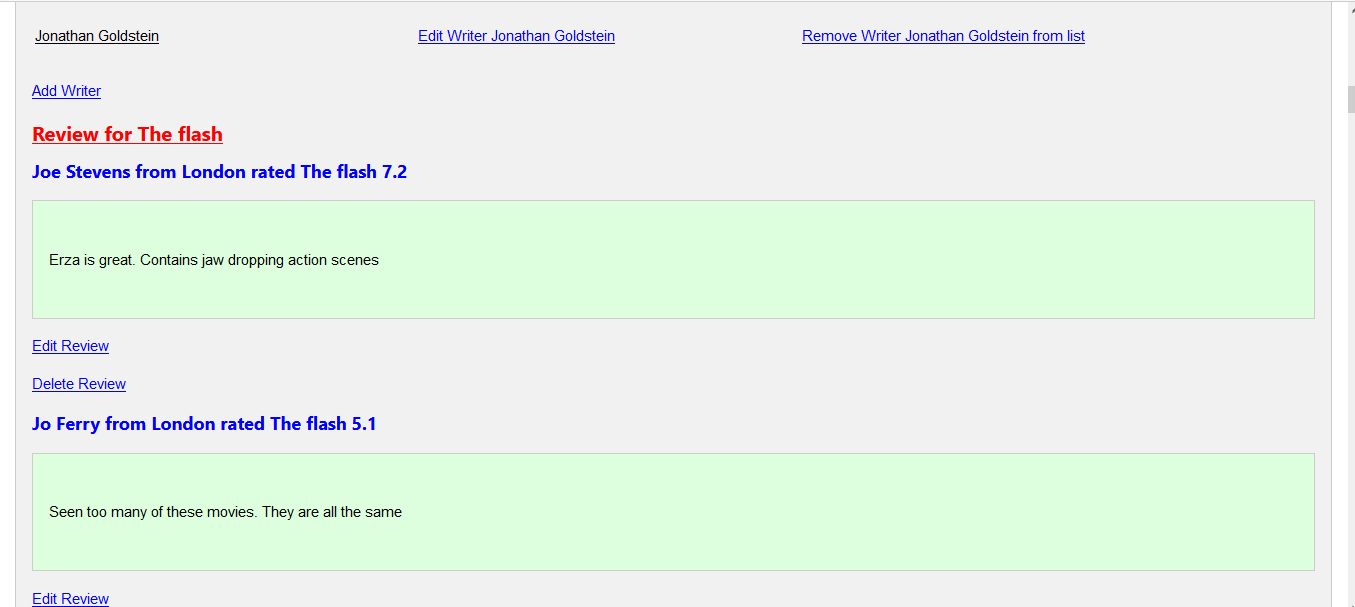 Jonathan Goldstein Edit Writer Jonathan Goldstein Remove Writer Jonathan Goldstein from list
Add Writer
Review for The flash
Joe Stevens from London rated The flash 7.2
Erza is great. Contains jaw dropping action scenes
Edit Review
Delete Review
Jo Ferry from London rated The flash 5.1
Seen too many of these movies. They are all the same
Edit Review